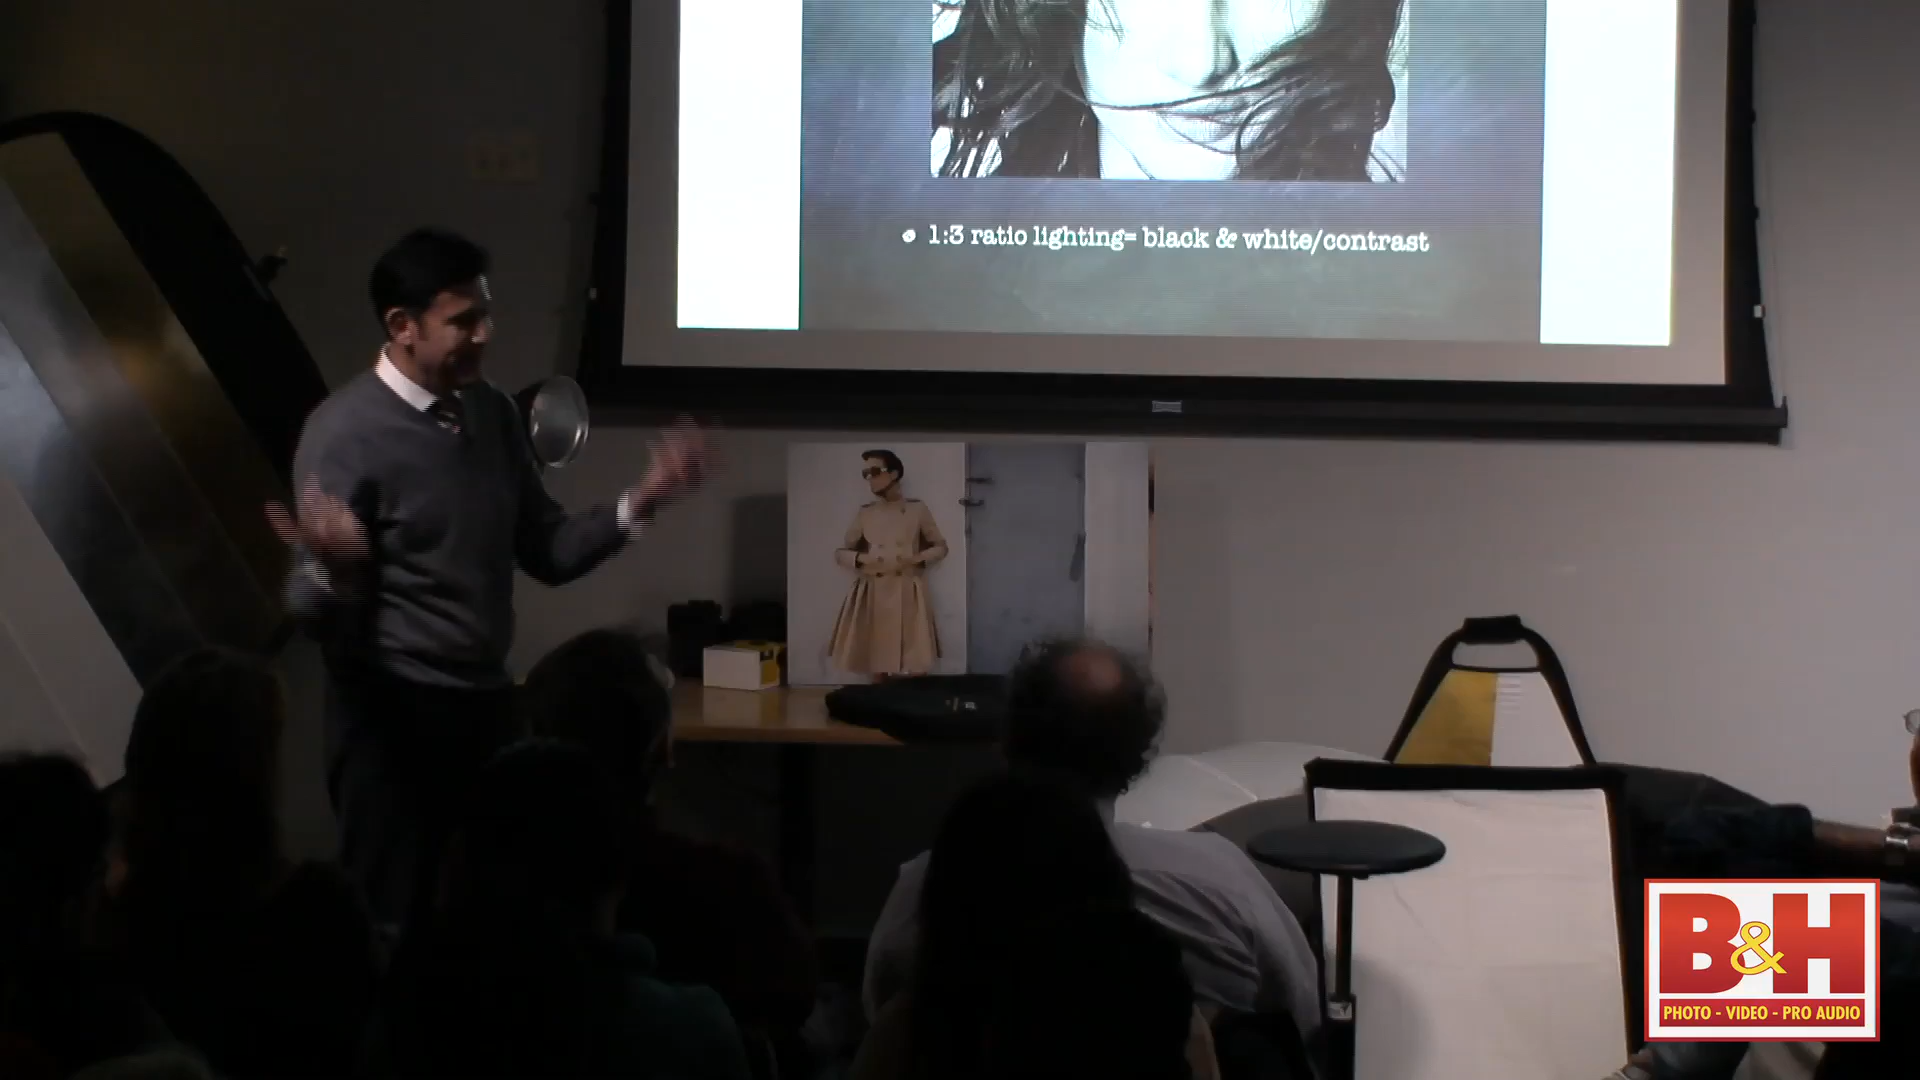 1:3 ratio lighting= black & white/contrast
B&H
PHOTO - VIDEO - PRO AUDIO